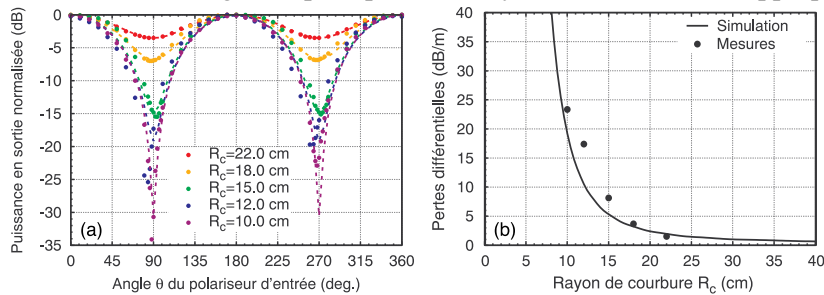 Puissance en sortie normalisée (dB)
0
-5
-10
-15
-20
-25
-30
-35
(a)
R_c=22.0 cm
R_c=18.0 cm
R_c=15.0 cm
R_c=12.0 cm
R_c=10.0 cm
0 45 90 135 180 225 270 315 360
Angle θ du polariseur d'entrée (deg.)
Pertes différentielles (dB/m)
40
35
30
25
20
15
10
5
0
Simulation
Mesures
(b)
0 5 10 15 20 25 30 35 40
Rayon de courbure R_c (cm)